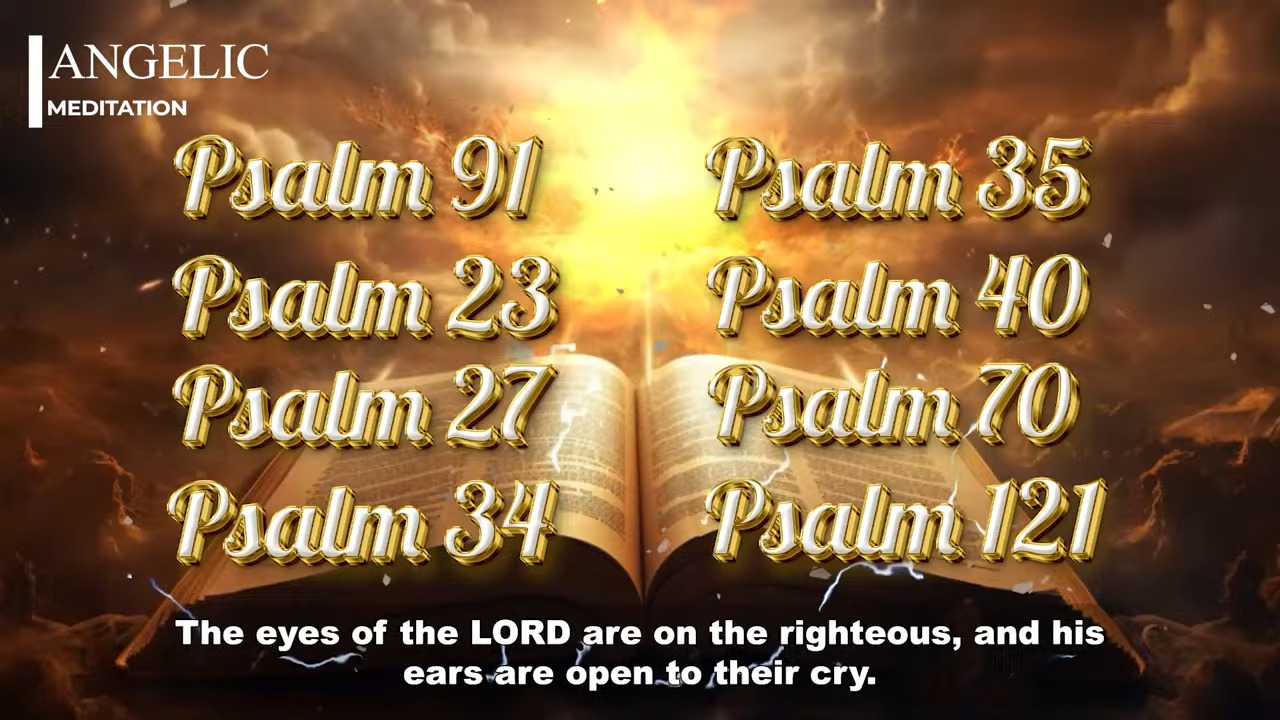 ANGELIC
MEDITATION
Psalm 91
Psalm 23
Psalm 27
Psalm 34
Psalm 35
Psalm 40
Psalm 70
Psalm 121
The eyes of the LORD are on the righteous, and his
ears are open to their cry.